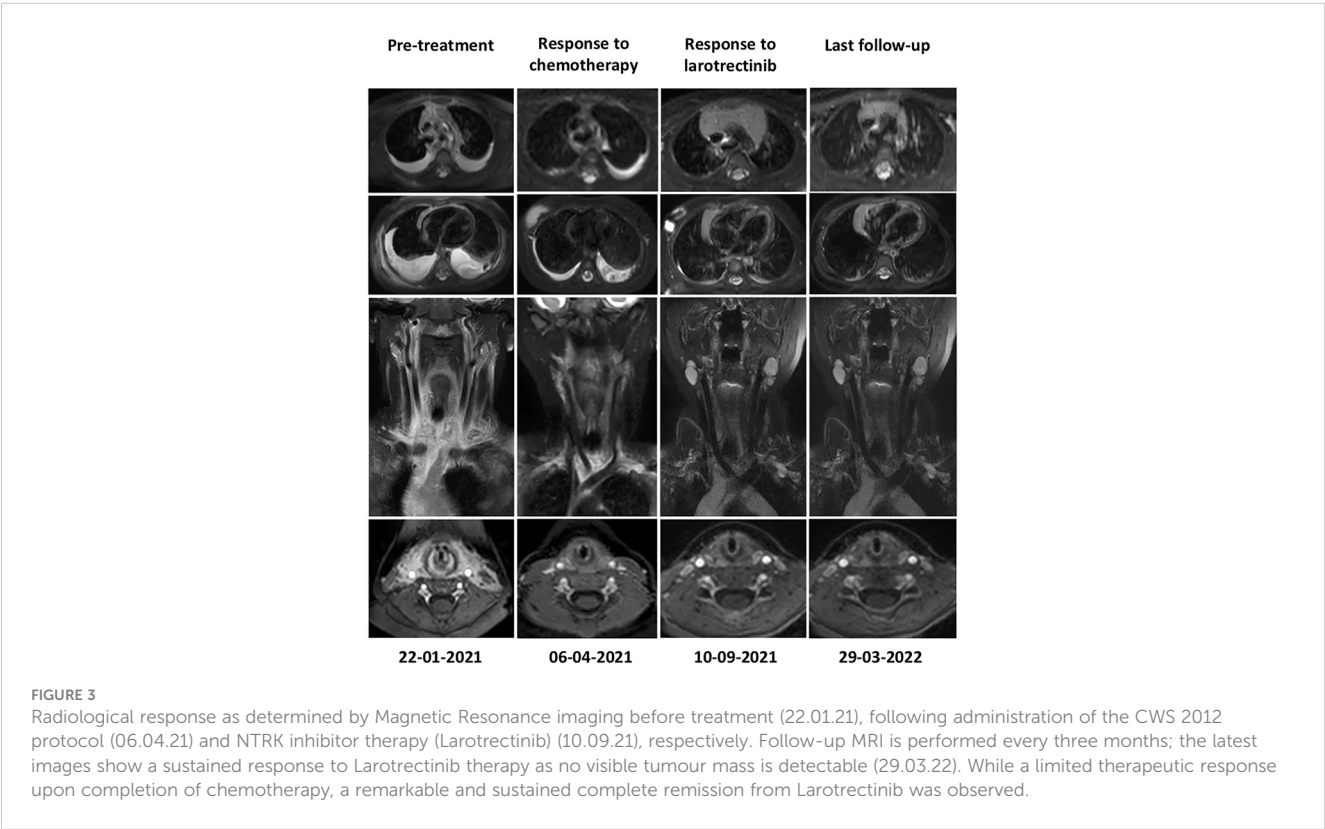 Pre-treatment
Response to
chemotherapy
Response to
larotrectinib
Last follow-up
22-01-2021
06-04-2021
10-09-2021
29-03-2022
FIGURE 3
Radiological response as determined by Magnetic Resonance imaging before treatment (22.01.21), following administration of the CWS 2012
protocol (06.04.21) and NTRK inhibitor therapy (Larotrectinib) (10.09.21), respectively. Follow-up MRI is performed every three months; the latest
images show a sustained response to Larotrectinib therapy as no visible tumour mass is detectable (29.03.22). While a limited therapeutic response
upon completion of chemotherapy, a remarkable and sustained complete remission from Larotrectinib was observed.